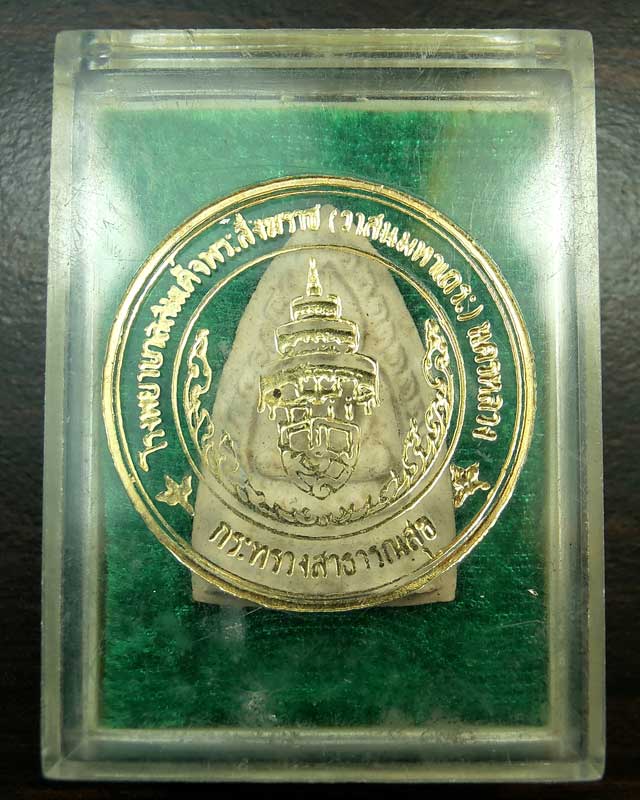 โรงพยาบาลสมเด็จพระสังฆราช (วาสนมหาเถระ) นครหลวง
กระทรวงสาธารณสุข